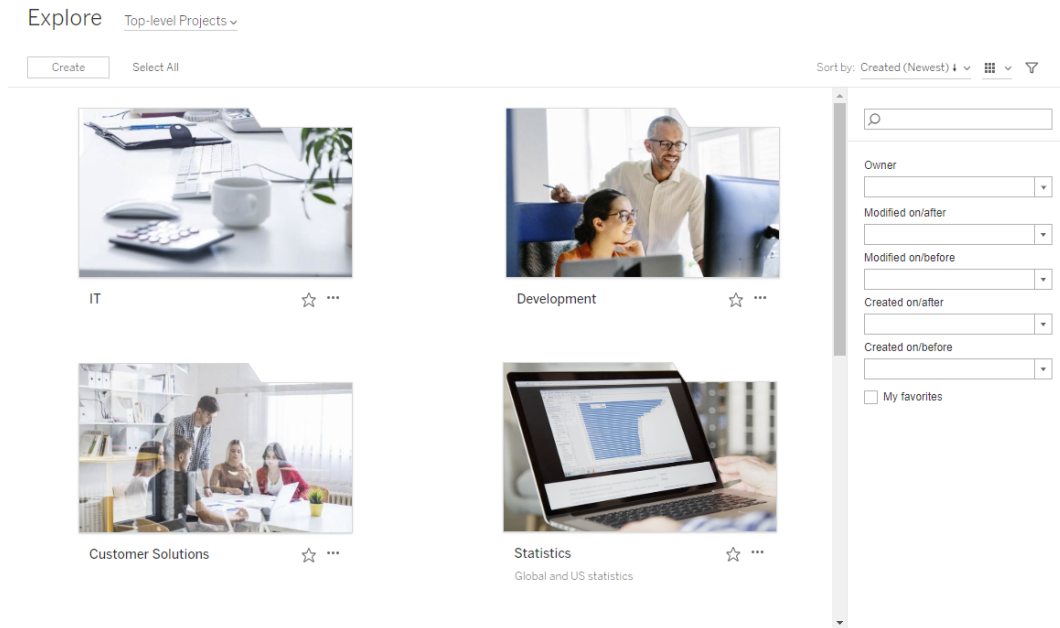 Explore Top-level Projects
Create Select All Sort by: Created (Newest)
IT
Development
Customer Solutions
Statistics
Global and US statistics
Owner
Modified on/after
Modified on/before
Created on/after
Created on/before
My favorites